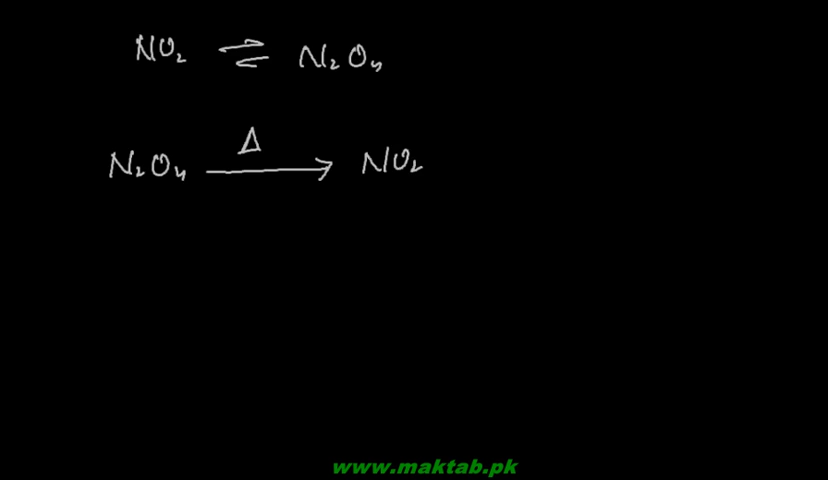 NO₂ ⇌ N₂O₄
N₂O₄ —Δ→ NO₂
www.maktab.pk